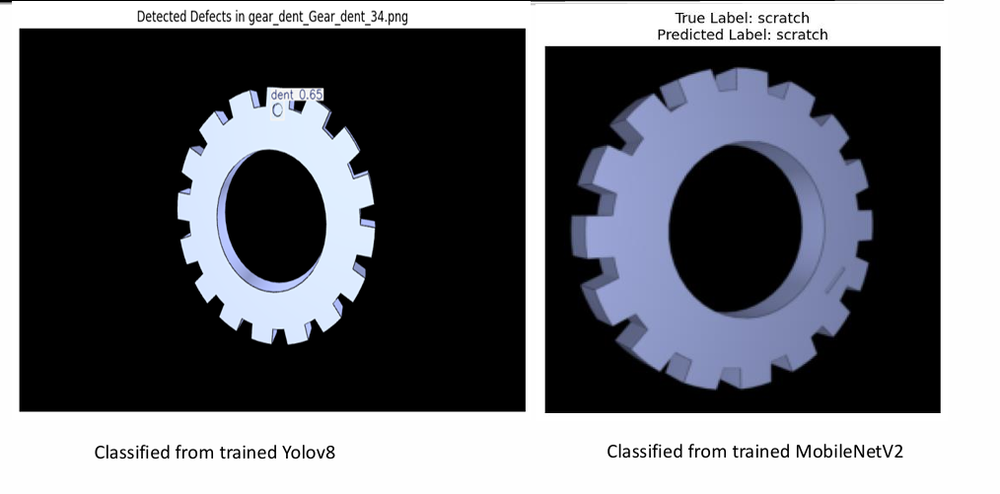 Detected Defects in gear_dent_Gear_dent_34.png
dent 0.65
Classified from trained Yolov8
True Label: scratch
Predicted Label: scratch
Classified from trained MobileNetV2